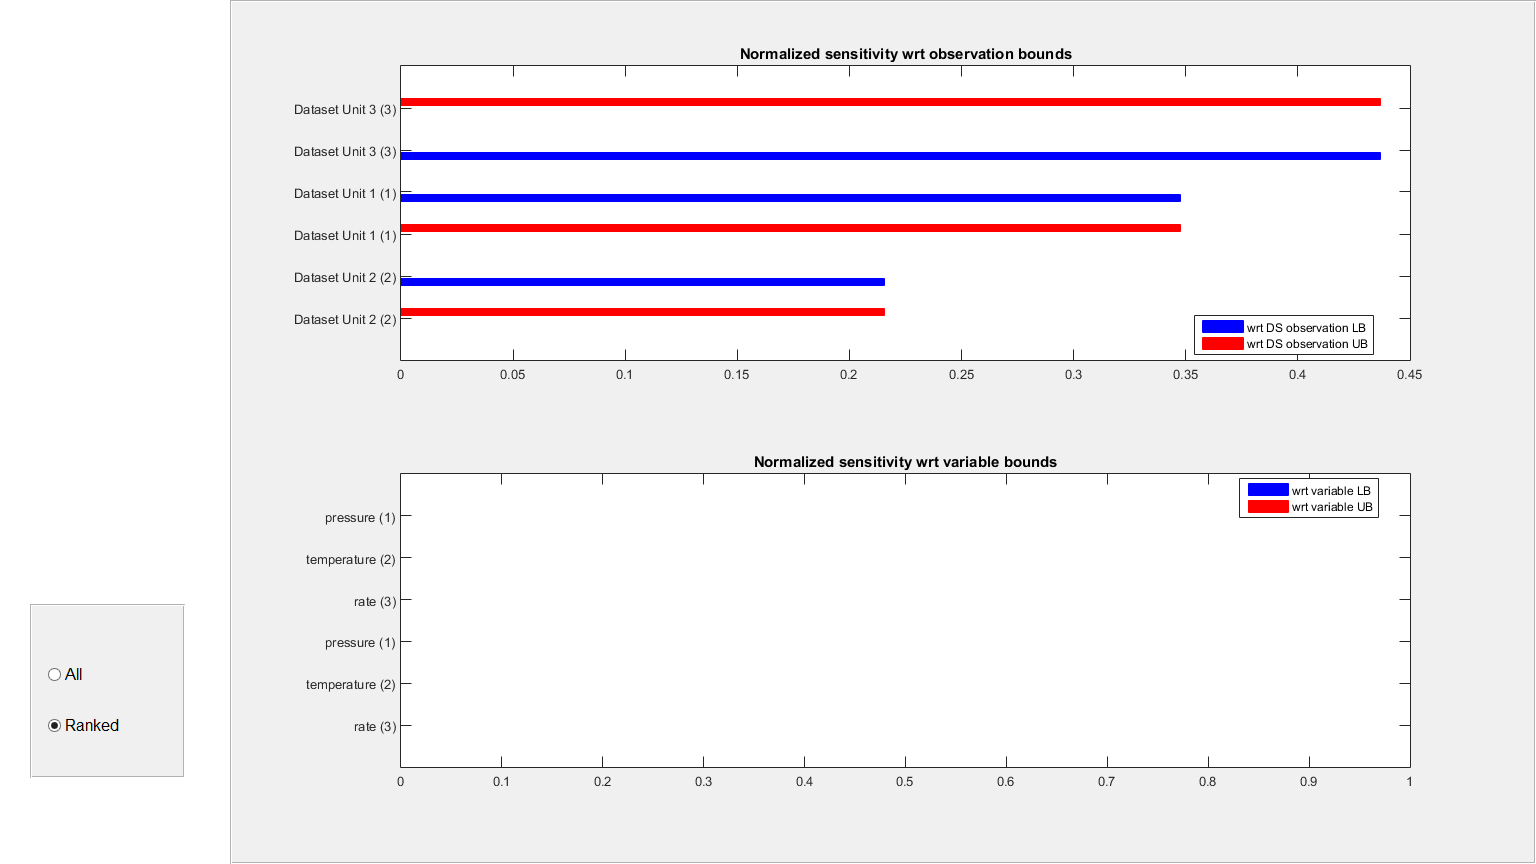 Normalized sensitivity wrt observation bounds
Dataset Unit 3 (3)
Dataset Unit 3 (3)
Dataset Unit 1 (1)
Dataset Unit 1 (1)
Dataset Unit 2 (2)
Dataset Unit 2 (2)
wrt DS observation LB
wrt DS observation UB
0 0.05 0.1 0.15 0.2 0.25 0.3 0.35 0.4 0.45
Normalized sensitivity wrt variable bounds
wrt variable LB
wrt variable UB
pressure (1)
temperature (2)
rate (3)
pressure (1)
temperature (2)
rate (3)
0 0.1 0.2 0.3 0.4 0.5 0.6 0.7 0.8 0.9 1
All
Ranked